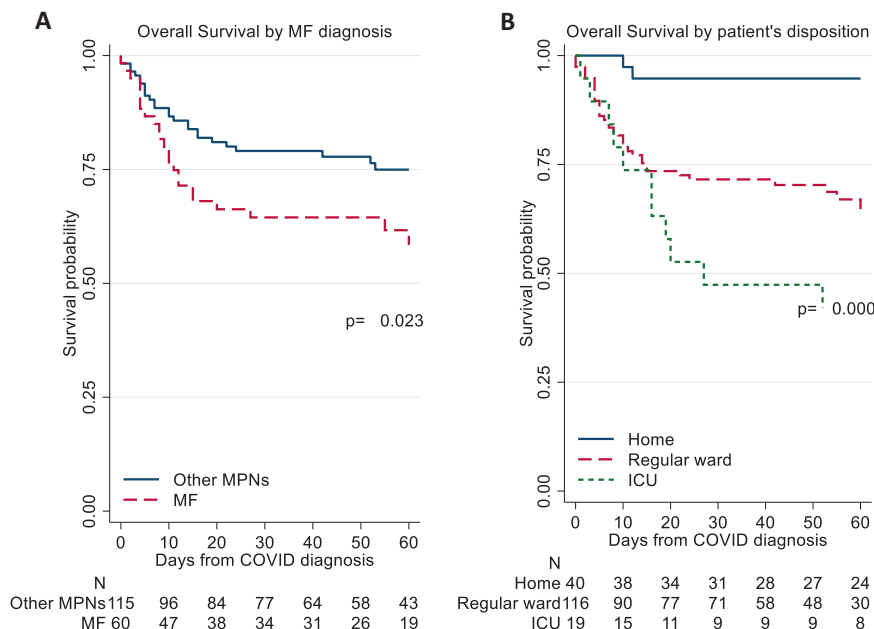 A
Overall Survival by MF diagnosis
Survival probability
1.00
0.75
0.50
0.25
0.00
p= 0.023
Other MPNs
MF
0 10 20 30 40 50 60
Days from COVID diagnosis
N
Other MPNs 115 96 84 77 64 58 43
MF 60 47 38 34 31 26 19
B
Overall Survival by patient's disposition
Survival probability
1.00
0.75
0.50
0.25
0.00
p= 0.000
Home
Regular ward
ICU
0 10 20 30 40 50 60
Days from COVID diagnosis
N
Home 40 38 34 31 28 27 24
Regular ward 116 90 77 71 58 48 30
ICU 19 15 11 9 9 9 8